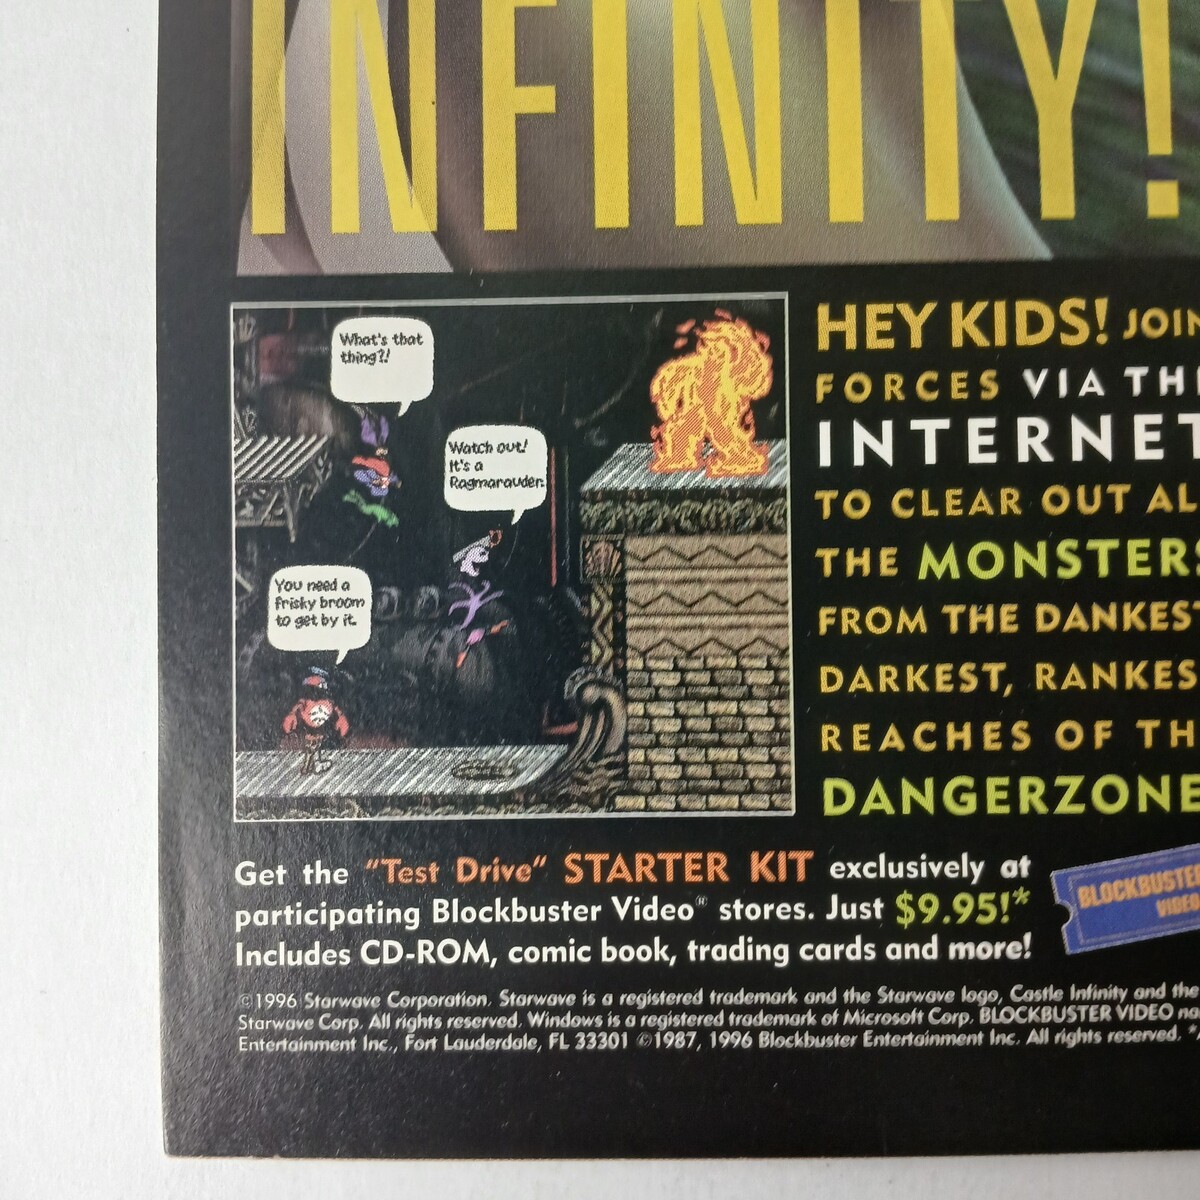 INFINITY!
What's that
thing?!
Watch out!
It's a
Ragmarauder.
You need a
frisky broom
to get by it.
HEY KIDS! JOIN
FORCES VIA THE
INTERNET
TO CLEAR OUT AL
THE MONSTERS
FROM THE DANKEST
DARKEST, RANKES
REACHES OF TH
DANGERZONE
Get the "Test Drive" STARTER KIT exclusively at
participating Blockbuster Video® stores. Just $9.95!*
Includes CD-ROM, comic book, trading cards and more!
BLOCKBUSTER
VIDEO
©1996 Starwave Corporation. Starwave is a registered trademark and the Starwave logo, Castle Infinity and the
Starwave Corp. All rights reserved. Windows is a registered trademark of Microsoft Corp. BLOCKBUSTER VIDEO na
Entertainment Inc., Fort Lauderdale, FL 33301 ©1987, 1996 Blockbuster Entertainment Inc. All rights reserved. *